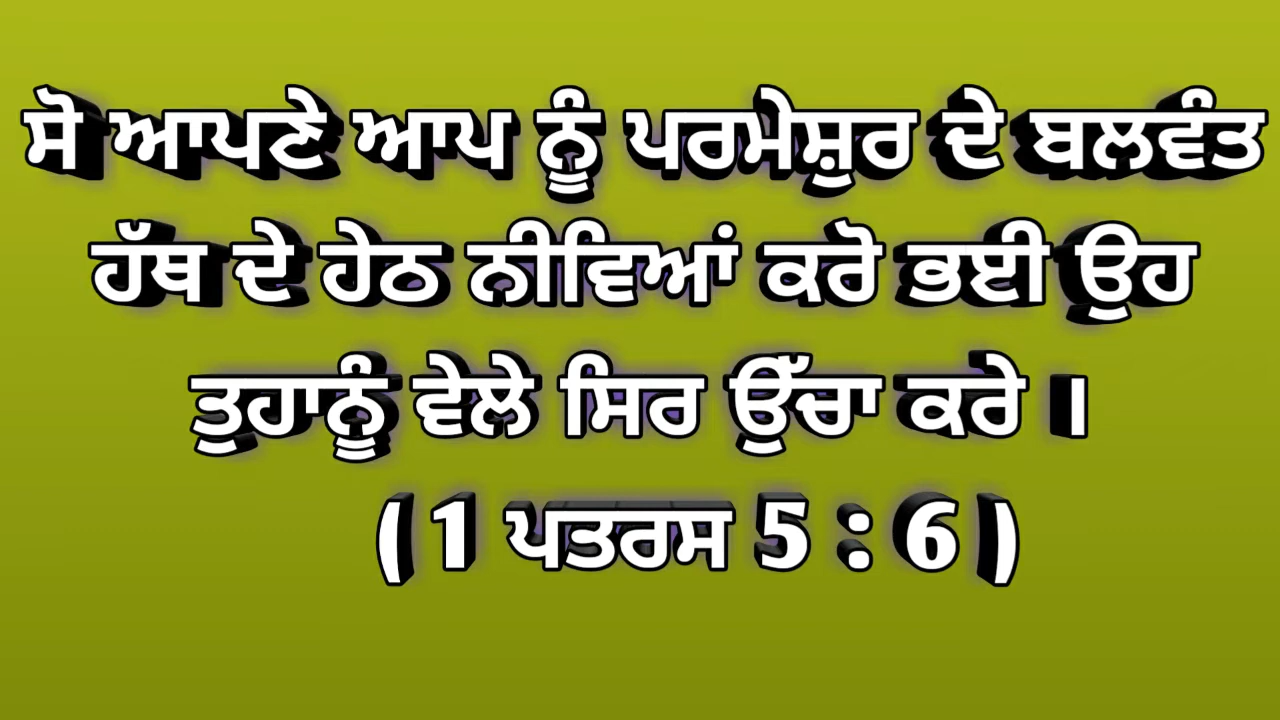 ਸੋ ਆਪਣੇ ਆਪ ਨੂੰ ਪਰਮੇਸ਼ੁਰ ਦੇ ਬਲਵੰਤ
ਹੱਥ ਦੇ ਹੇਠ ਨੀਵਿਆਂ ਕਰੋ ਭਈ ਉਹ
ਤੁਹਾਨੂੰ ਵੇਲੇ ਸਿਰ ਉੱਚਾ ਕਰੇ ।
( 1 ਪਤਰਸ 5 : 6 )